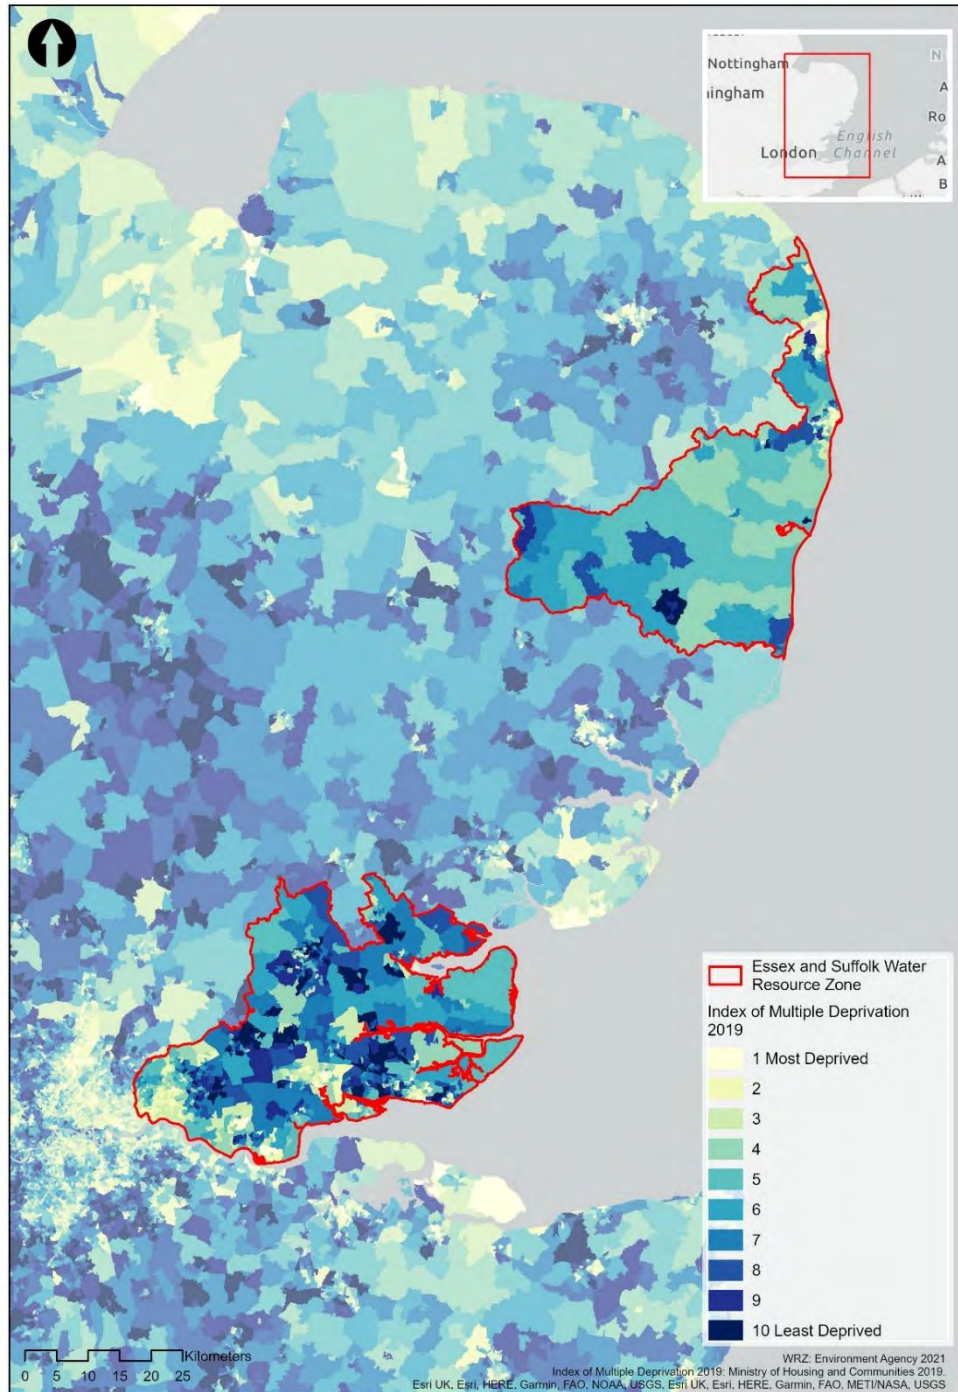 Nottingham
ningham
London
English
Channel
N
A
Ro
A
B
Essex and Suffolk Water
Resource Zone
Index of Multiple Deprivation
2019
1 Most Deprived
2
3
4
5
6
7
8
9
10 Least Deprived
Kilometers
0 5 10 15 20 25
WRZ: Environment Agency 2021
Index of Multiple Deprivation 2019: Ministry of Housing and Communities 2019.
Esri UK, Esri, HERE, Garmin, FAO, NOAA, USGS, Esri UK, Esri, HERE, Garmin, FAO, METI/NASA, USGS